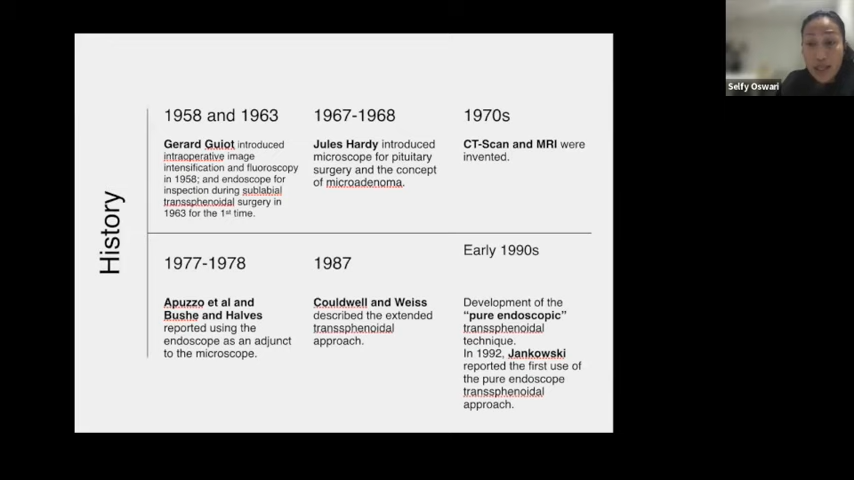 History
1958 and 1963
Gerard Guiot introduced
intraoperative image
intensification and fluoroscopy
in 1958; and endoscope for
inspection during sublabial
transsphenoidal surgery in
1963 for the 1st time.
1967-1968
Jules Hardy introduced
microscope for pituitary
surgery and the concept
of microadenoma.
1970s
CT-Scan and MRI were
invented.
1977-1978
Apuzzo et al and
Bushe and Halves
reported using the
endoscope as an adjunct
to the microscope.
1987
Couldwell and Weiss
described the extended
transsphenoidal
approach.
Early 1990s
Development of the
“pure endoscopic”
transsphenoidal
technique.
In 1992, Jankowski
reported the first use of
the pure endoscope
transsphenoidal
approach.
Selfy Oswari